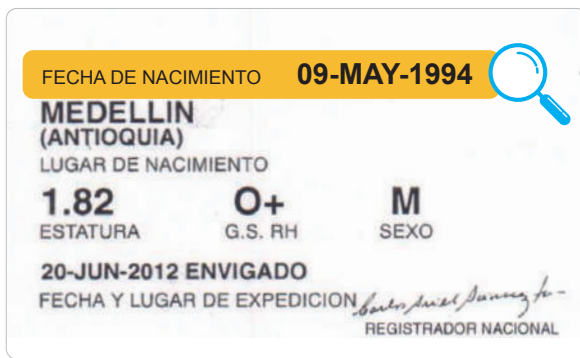 FECHA DE NACIMIENTO 09-MAY-1994
MEDELLIN
(ANTIOQUIA)
LUGAR DE NACIMIENTO
1.82 O+ M
ESTATURA G.S. RH SEXO
20-JUN-2012 ENVIGADO
FECHA Y LUGAR DE EXPEDICION
REGISTRADOR NACIONAL